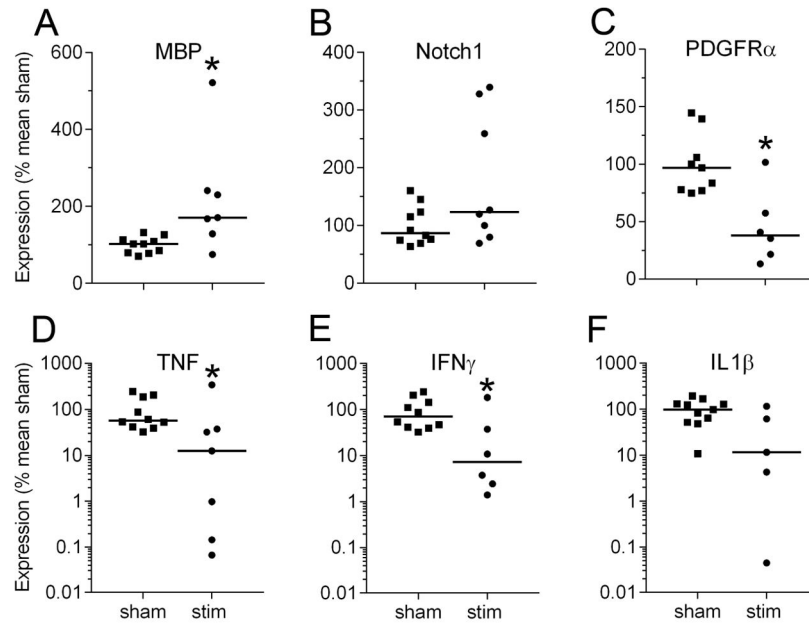 A
MBP
*
Expression (% mean sham)
600
400
200
0
B
Notch1
400
300
200
100
0
C
PDGFRα
*
200
150
100
50
0
D
TNF
*
Expression (% mean sham)
1000
100
10
1
0.1
0.01
sham stim
E
IFNγ
*
1000
100
10
1
0.1
0.01
sham stim
F
IL1β
1000
100
10
1
0.1
0.01
sham stim